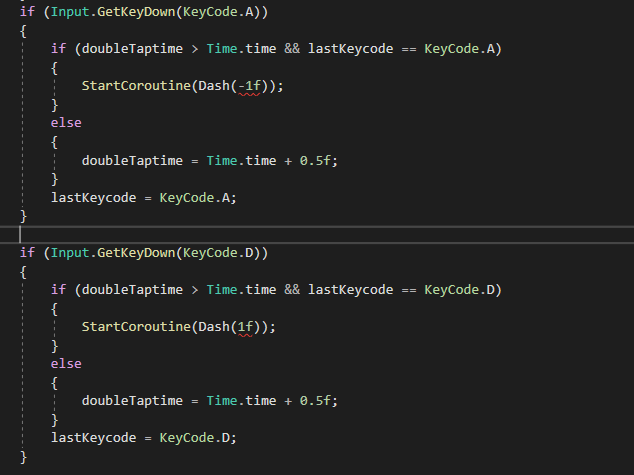 if (Input.GetKeyDown(KeyCode.A))
{
if (doubleTaptime > Time.time && lastKeycode == KeyCode.A)
{
StartCoroutine(Dash(-1f));
}
else
{
doubleTaptime = Time.time + 0.5f;
}
lastKeycode = KeyCode.A;
}
if (Input.GetKeyDown(KeyCode.D))
{
if (doubleTaptime > Time.time && lastKeycode == KeyCode.D)
{
StartCoroutine(Dash(1f));
}
else
{
doubleTaptime = Time.time + 0.5f;
}
lastKeycode = KeyCode.D;
}